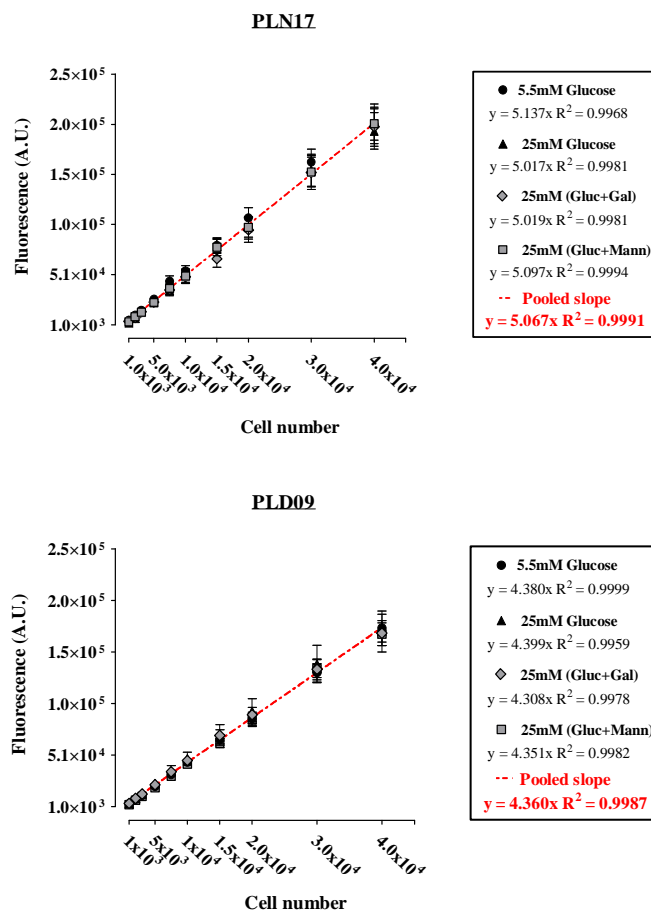 PLN17
2.5×10⁵
2.0×10⁵
1.5×10⁵
1.0×10⁵
5.1×10⁴
1.0×10³
Fluorescence (A.U.)
1.0x10³
5.0x10³
1.0x10⁴
1.5x10⁴
2.0x10⁴
3.0x10⁴
4.0x10⁴
Cell number
5.5mM Glucose
y = 5.137x R² = 0.9968
25mM Glucose
y = 5.017x R² = 0.9981
25mM (Gluc+Gal)
y = 5.019x R² = 0.9981
25mM (Gluc+Mann)
y = 5.097x R² = 0.9994
Pooled slope
y = 5.067x R² = 0.9991
PLD09
2.5×10⁵
2.0×10⁵
1.5×10⁵
1.0×10⁵
5.1×10⁴
1.0×10³
Fluorescence (A.U.)
1x10³
5x10³
1x10⁴
1.5x10⁴
2.0x10⁴
3.0x10⁴
4.0x10⁴
Cell number
5.5mM Glucose
y = 4.380x R² = 0.9999
25mM Glucose
y = 4.399x R² = 0.9959
25mM (Gluc+Gal)
y = 4.308x R² = 0.9978
25mM (Gluc+Mann)
y = 4.351x R² = 0.9982
Pooled slope
y = 4.360x R² = 0.9987